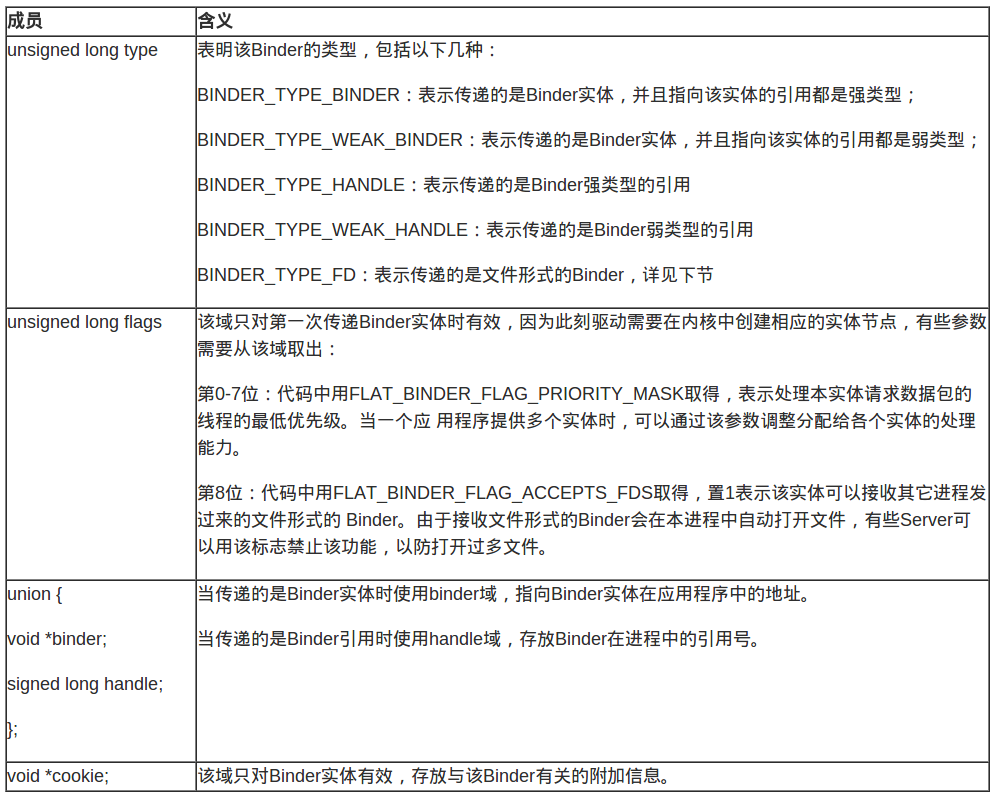 成员
含义
unsigned long type
表明该Binder的类型，包括以下几种：
BINDER_TYPE_BINDER：表示传递的是Binder实体，并且指向该实体的引用都是强类型；
BINDER_TYPE_WEAK_BINDER：表示传递的是Binder实体，并且指向该实体的引用都是弱类型；
BINDER_TYPE_HANDLE：表示传递的是Binder强类型的引用
BINDER_TYPE_WEAK_HANDLE：表示传递的是Binder弱类型的引用
BINDER_TYPE_FD：表示传递的是文件形式的Binder，详见下节
unsigned long flags
该域只对第一次传递Binder实体时有效，因为此刻驱动需要在内核中创建相应的实体节点，有些参数
需要从该域取出：
第0-7位：代码中用FLAT_BINDER_FLAG_PRIORITY_MASK取得，表示处理本实体请求数据包的
线程的最低优先级。当一个应 用程序提供多个实体时，可以通过该参数调整分配给各个实体的处理
能力。
第8位：代码中用FLAT_BINDER_FLAG_ACCEPTS_FDS取得，置1表示该实体可以接收其它进程发
过来的文件形式的 Binder。由于接收文件形式的Binder会在本进程中自动打开文件，有些Server可
以用该标志禁止该功能，以防打开过多文件。
union {
void *binder;
signed long handle;
};
当传递的是Binder实体时使用binder域，指向Binder实体在应用程序中的地址。
当传递的是Binder引用时使用handle域，存放Binder在进程中的引用号。
void *cookie;
该域只对Binder实体有效，存放与该Binder有关的附加信息。